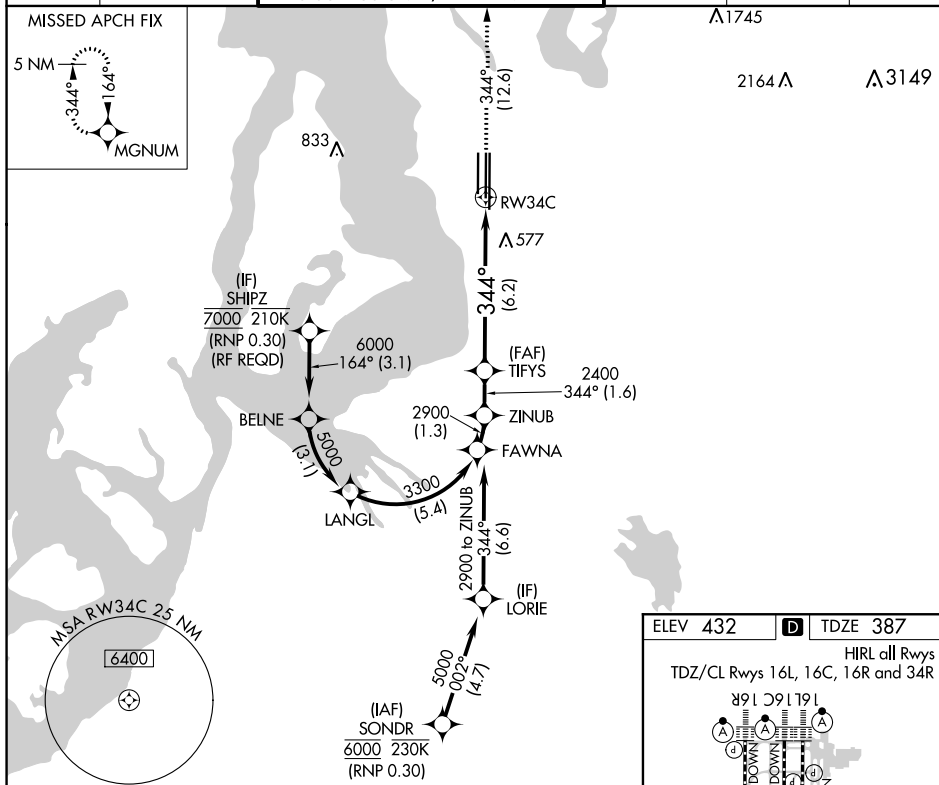 MISSED APCH FIX
5 NM
344°
164°
MGNUM
1745
2164
3149
833
344°
(12.6)
RW34C
577
344°
(6.2)
(IF)
SHIPZ
7000 210K
(RNP 0.30)
(RF REQD)
6000
164° (3.1)
(FAF)
TIFYS
2400
344° (1.6)
BELNE
2900
(1.3)
ZINUB
FAWNA
5000
(3.1)
3300
(5.4)
LANGL
2900 to ZINUB
344°
(6.6)
(IF)
LORIE
5000
002°
(4.7)
(IAF)
SONDR
6000 230K
(RNP 0.30)
MSA RW34C 25 NM
6400
ELEV 432 D TDZE 387
HIRL all Rwys
TDZ/CL Rwys 16L, 16C, 16R and 34R
16R 16C 16L
A A A
P
DOWN DOWN
P P